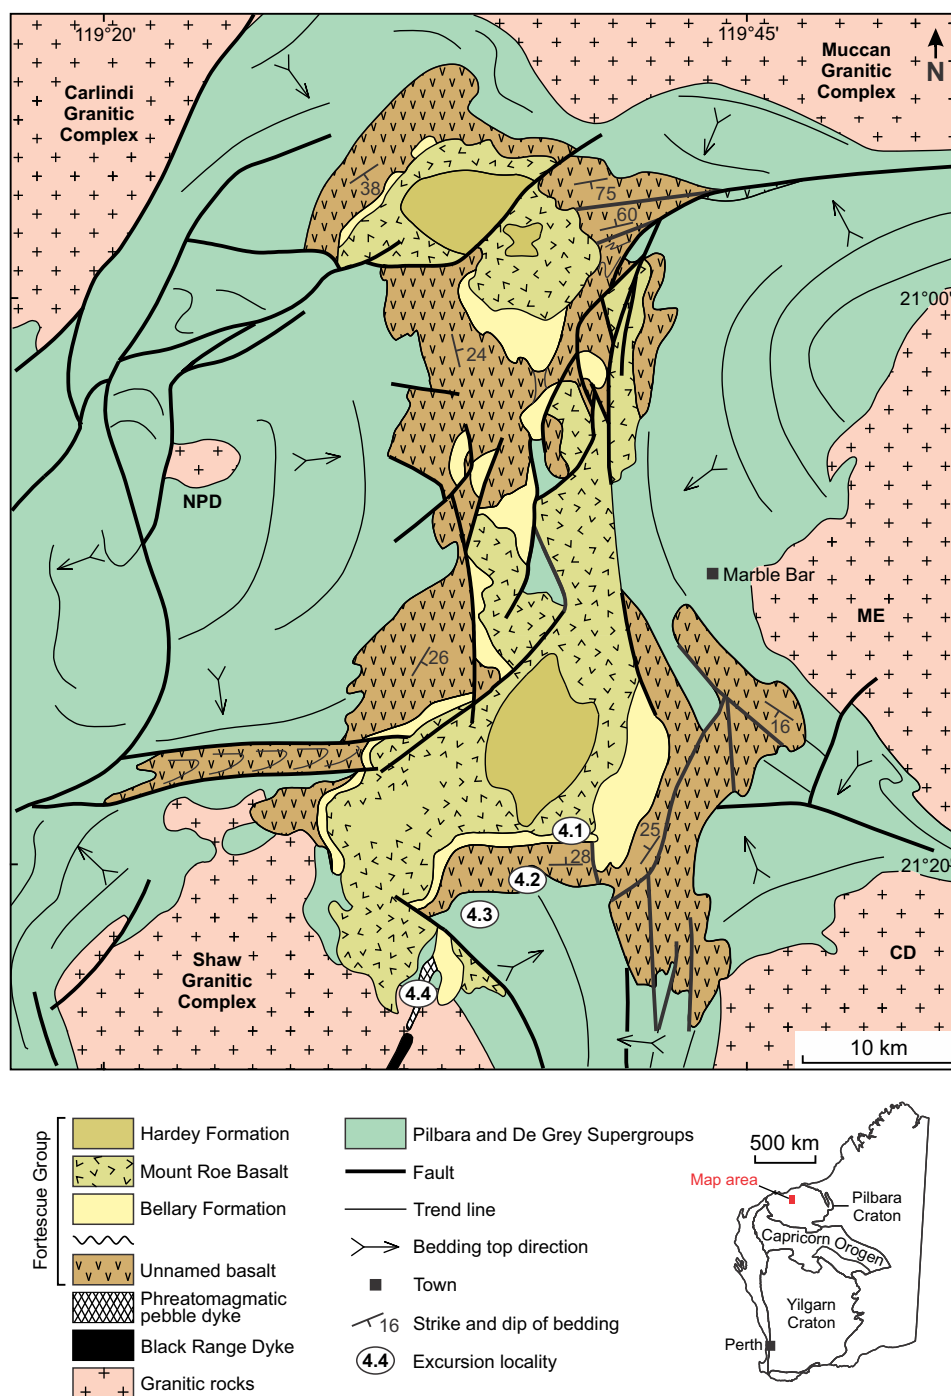 119°20'
119°45'
Carlindi
Granitic
Complex
Muccan
Granitic
Complex
N
38
75
60
21°00'
24
NPD
Marble Bar
ME
26
16
4.1
25
28
4.2
21°20'
4.3
CD
Shaw
Granitic
Complex
4.4
10 km
Fortescue Group
Hardey Formation
Mount Roe Basalt
Bellary Formation
Unnamed basalt
Phreatomagmatic
pebble dyke
Black Range Dyke
Granitic rocks
Pilbara and De Grey Supergroups
Fault
Trend line
Bedding top direction
Town
16 Strike and dip of bedding
4.4 Excursion locality
500 km
Map area
Pilbara
Craton
Capricorn Orogen
Yilgarn
Craton
Perth